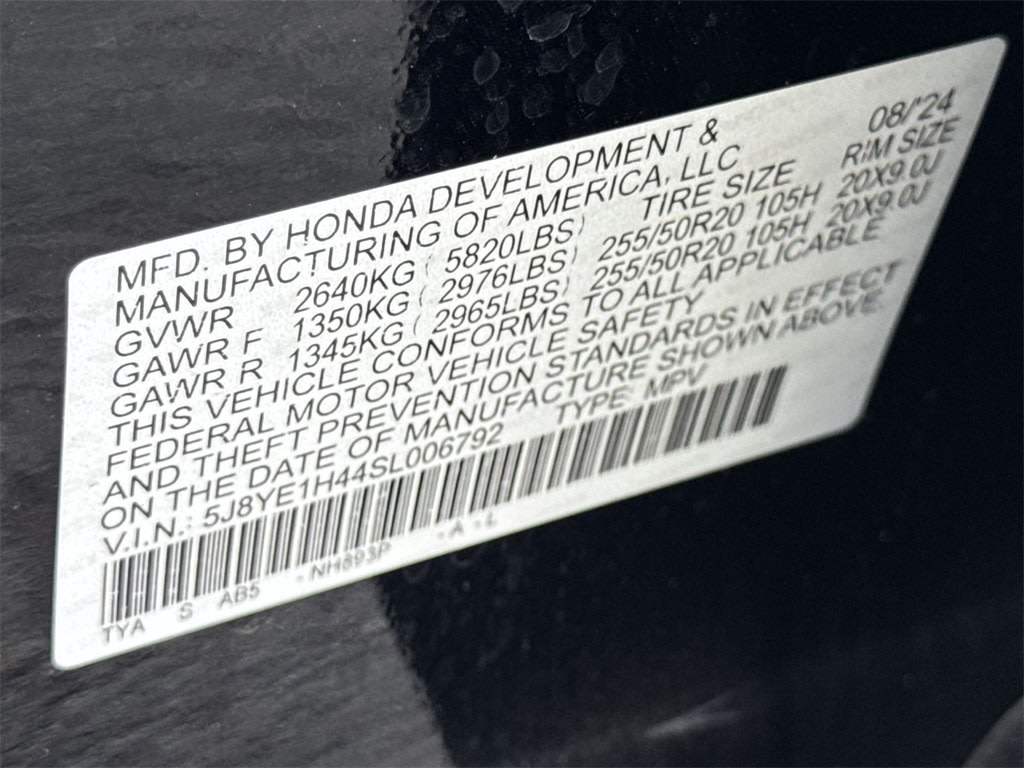 08/'24
MFD. BY HONDA DEVELOPMENT &
MANUFACTURING OF AMERICA, LLC
GVWR 2640KG ( 5820LBS) TIRE SIZE RIM SIZE
GAWR F 1350KG ( 2976LBS) 255/50R20 105H 20X9.0J
GAWR R 1345KG ( 2965LBS) 255/50R20 105H 20X9.0J
THIS VEHICLE CONFORMS TO ALL APPLICABLE
FEDERAL MOTOR VEHICLE SAFETY
AND THEFT PREVENTION STANDARDS IN EFFECT
ON THE DATE OF MANUFACTURE SHOWN ABOVE.
V.I.N.: 5J8YE1H44SL006792 TYPE: MPV
TYA S AB5 - NH893P - A - L